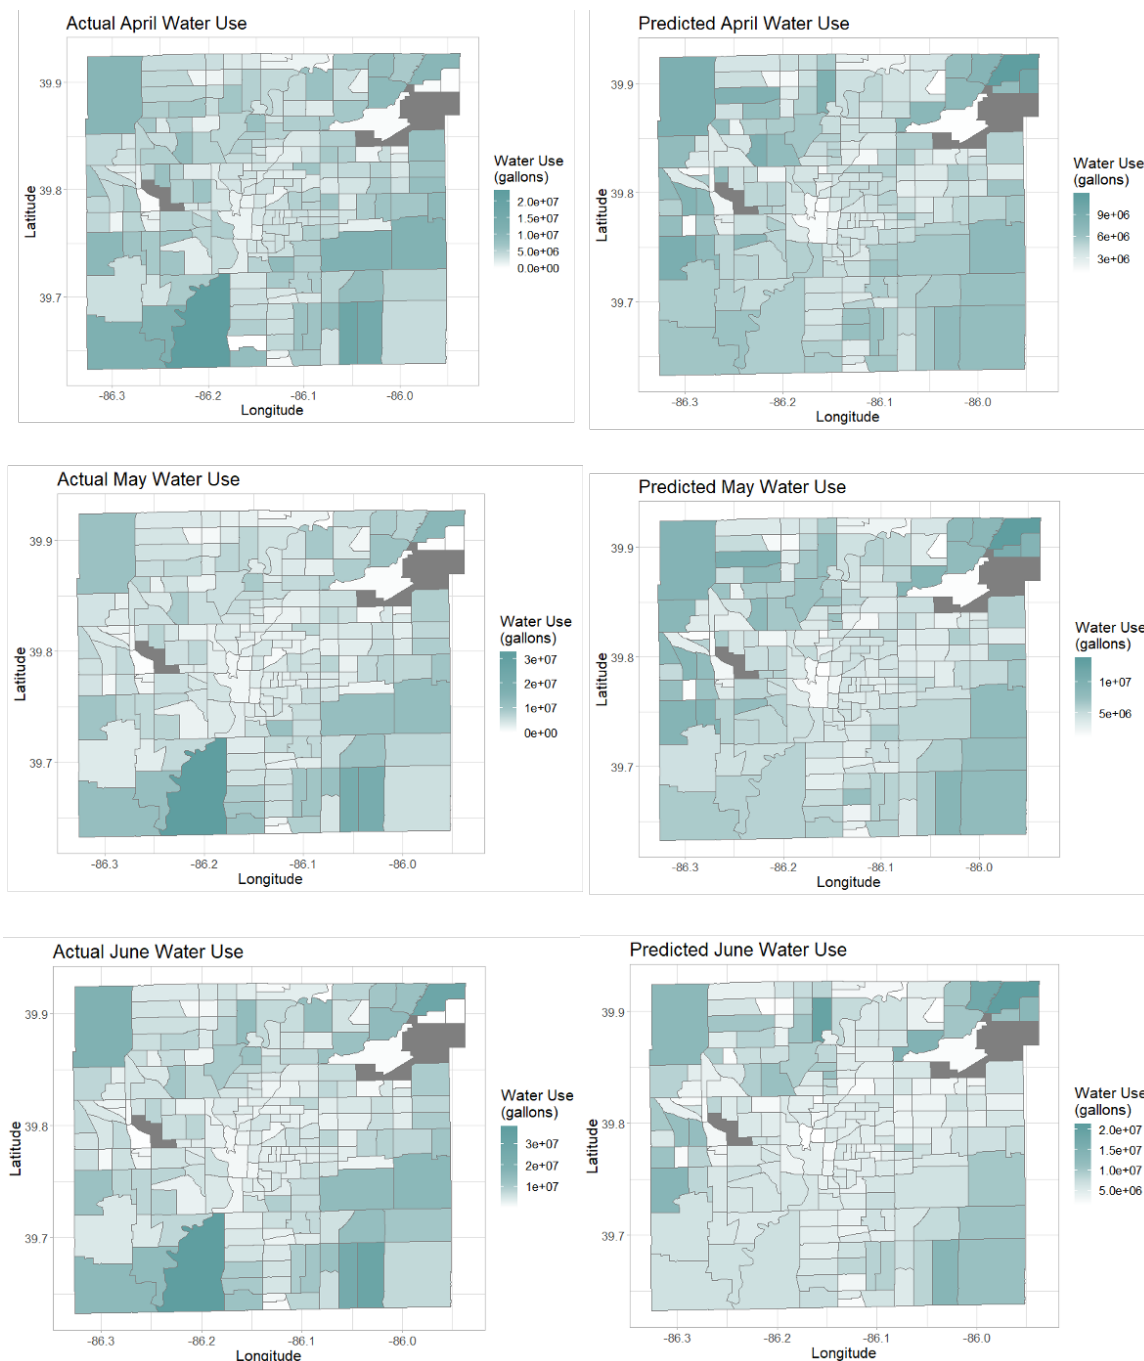 Actual April Water Use
39.9
39.8
39.7
Latitude
-86.3 -86.2 -86.1 -86.0
Longitude
Water Use
(gallons)
2.0e+07
1.5e+07
1.0e+07
5.0e+06
0.0e+00
Predicted April Water Use
39.9
39.8
39.7
Latitude
-86.3 -86.2 -86.1 -86.0
Longitude
Water Use
(gallons)
9e+06
6e+06
3e+06
Actual May Water Use
39.9
39.8
39.7
Latitude
-86.3 -86.2 -86.1 -86.0
Longitude
Water Use
(gallons)
3e+07
2e+07
1e+07
0e+00
Predicted May Water Use
39.9
39.8
39.7
Latitude
-86.3 -86.2 -86.1 -86.0
Longitude
Water Use
(gallons)
1e+07
5e+06
Actual June Water Use
39.9
39.8
39.7
Latitude
-86.3 -86.2 -86.1 -86.0
Longitude
Water Use
(gallons)
3e+07
2e+07
1e+07
Predicted June Water Use
39.9
39.8
39.7
Latitude
-86.3 -86.2 -86.1 -86.0
Longitude
Water Use
(gallons)
2.0e+07
1.5e+07
1.0e+07
5.0e+06